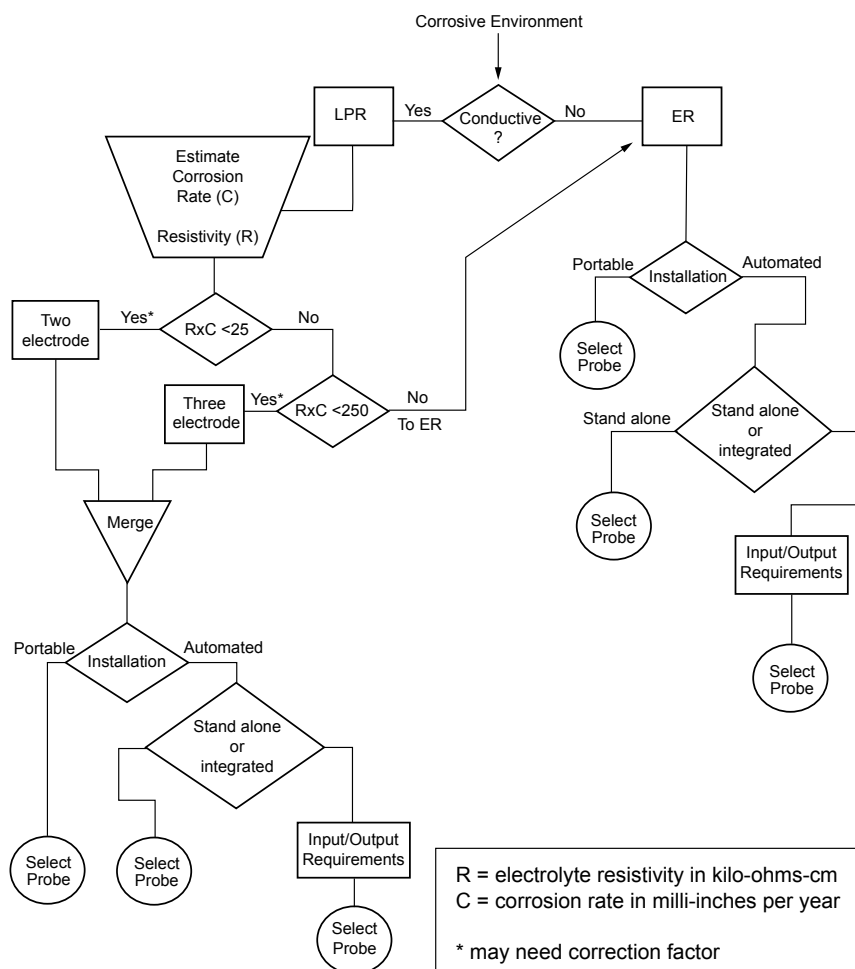 Corrosive Environment
LPR
Yes
Conductive
?
No
ER
Estimate
Corrosion
Rate (C)
Resistivity (R)
Portable
Installation
Automated
Two
electrode
Yes*
RxC <25
No
Select
Probe
Three
electrode
Yes*
RxC <250
No
To ER
Stand alone
Stand alone
or
integrated
Select
Probe
Merge
Input/Output
Requirements
Portable
Installation
Automated
Select
Probe
Stand alone
or
integrated
Select
Probe
Select
Probe
Input/Output
Requirements
Select
Probe
R = electrolyte resistivity in kilo-ohms-cm
C = corrosion rate in milli-inches per year
* may need correction factor